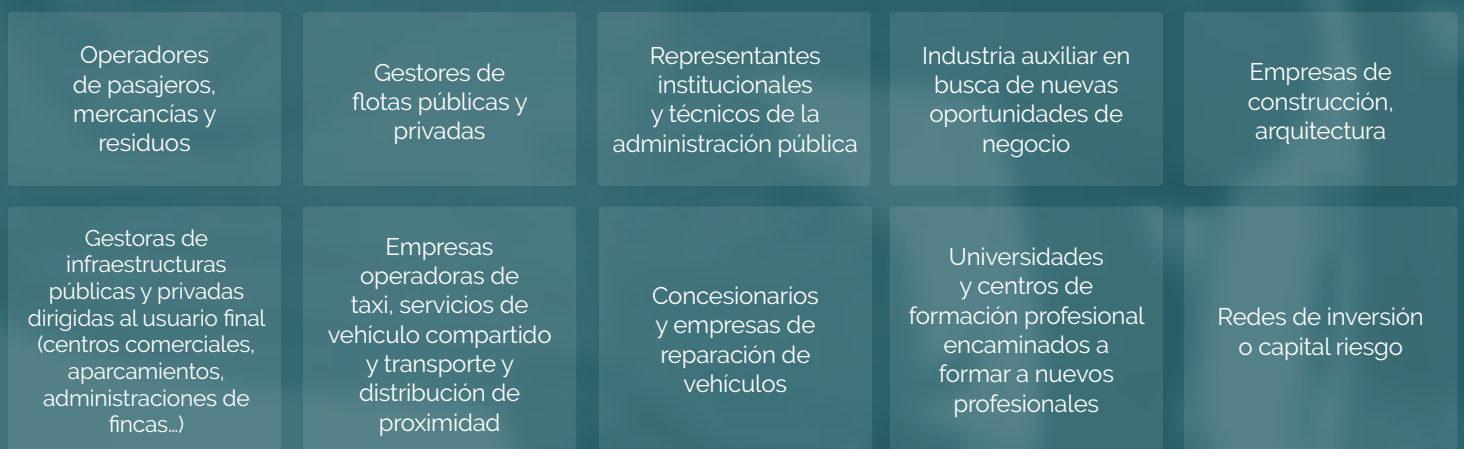 Operadores
de pasajeros,
mercancías y
residuos
Gestores de
flotas públicas y
privadas
Representantes
institucionales
y técnicos de la
administración pública
Industria auxiliar en
busca de nuevas
oportunidades de
negocio
Empresas de
construcción,
arquitectura
Gestoras de
infraestructuras
públicas y privadas
dirigidas al usuario final
(centros comerciales,
aparcamientos,
administraciones de
fincas...)
Empresas
operadoras de
taxi, servicios de
vehículo compartido
y transporte y
distribución de
proximidad
Concesionarios
y empresas de
reparación de
vehículos
Universidades
y centros de
formación profesional
encaminados a
formar a nuevos
profesionales
Redes de inversión
o capital riesgo